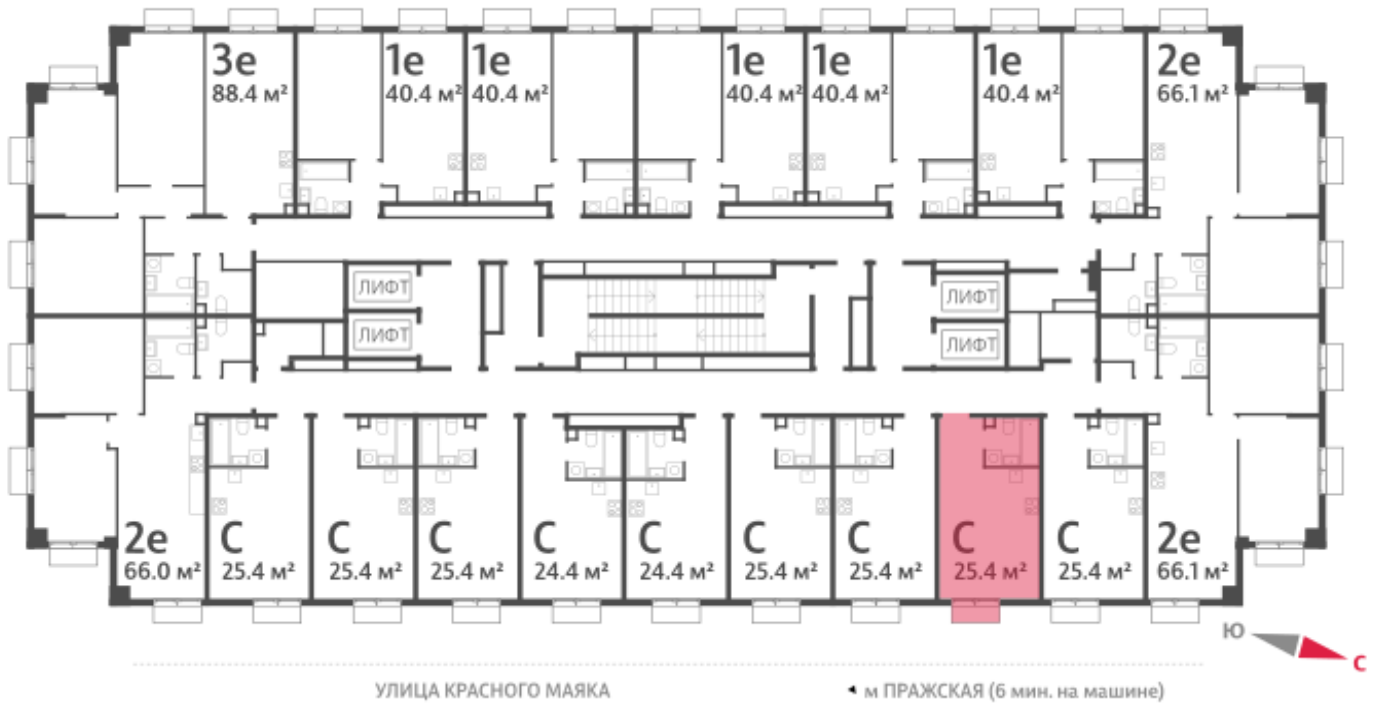 3е
88.4 м²
1е
40.4 м²
1е
40.4 м²
1е
40.4 м²
1е
40.4 м²
1е
40.4 м²
2е
66.1 м²
ЛИФТ
ЛИФТ
ЛИФТ
ЛИФТ
2е
66.0 м²
С
25.4 м²
С
25.4 м²
С
25.4 м²
С
24.4 м²
С
24.4 м²
С
25.4 м²
С
25.4 м²
С
25.4 м²
С
25.4 м²
2е
66.1 м²
Ю
С
УЛИЦА КРАСНОГО МАЯКА
м ПРАЖСКАЯ (6 мин. на машине)